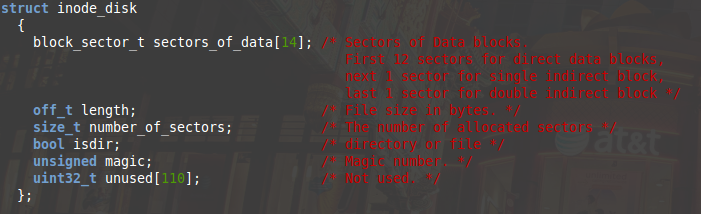 struct inode_disk
{
block_sector_t sectors_of_data[14]; /* Sectors of Data blocks.
First 12 sectors for direct data blocks,
next 1 sector for single indirect block,
last 1 sector for double indirect block */
off_t length; /* File size in bytes. */
size_t number_of_sectors; /* The number of allocated sectors */
bool isdir; /* directory or file */
unsigned magic; /* Magic number. */
uint32_t unused[110]; /* Not used. */
};
at&t